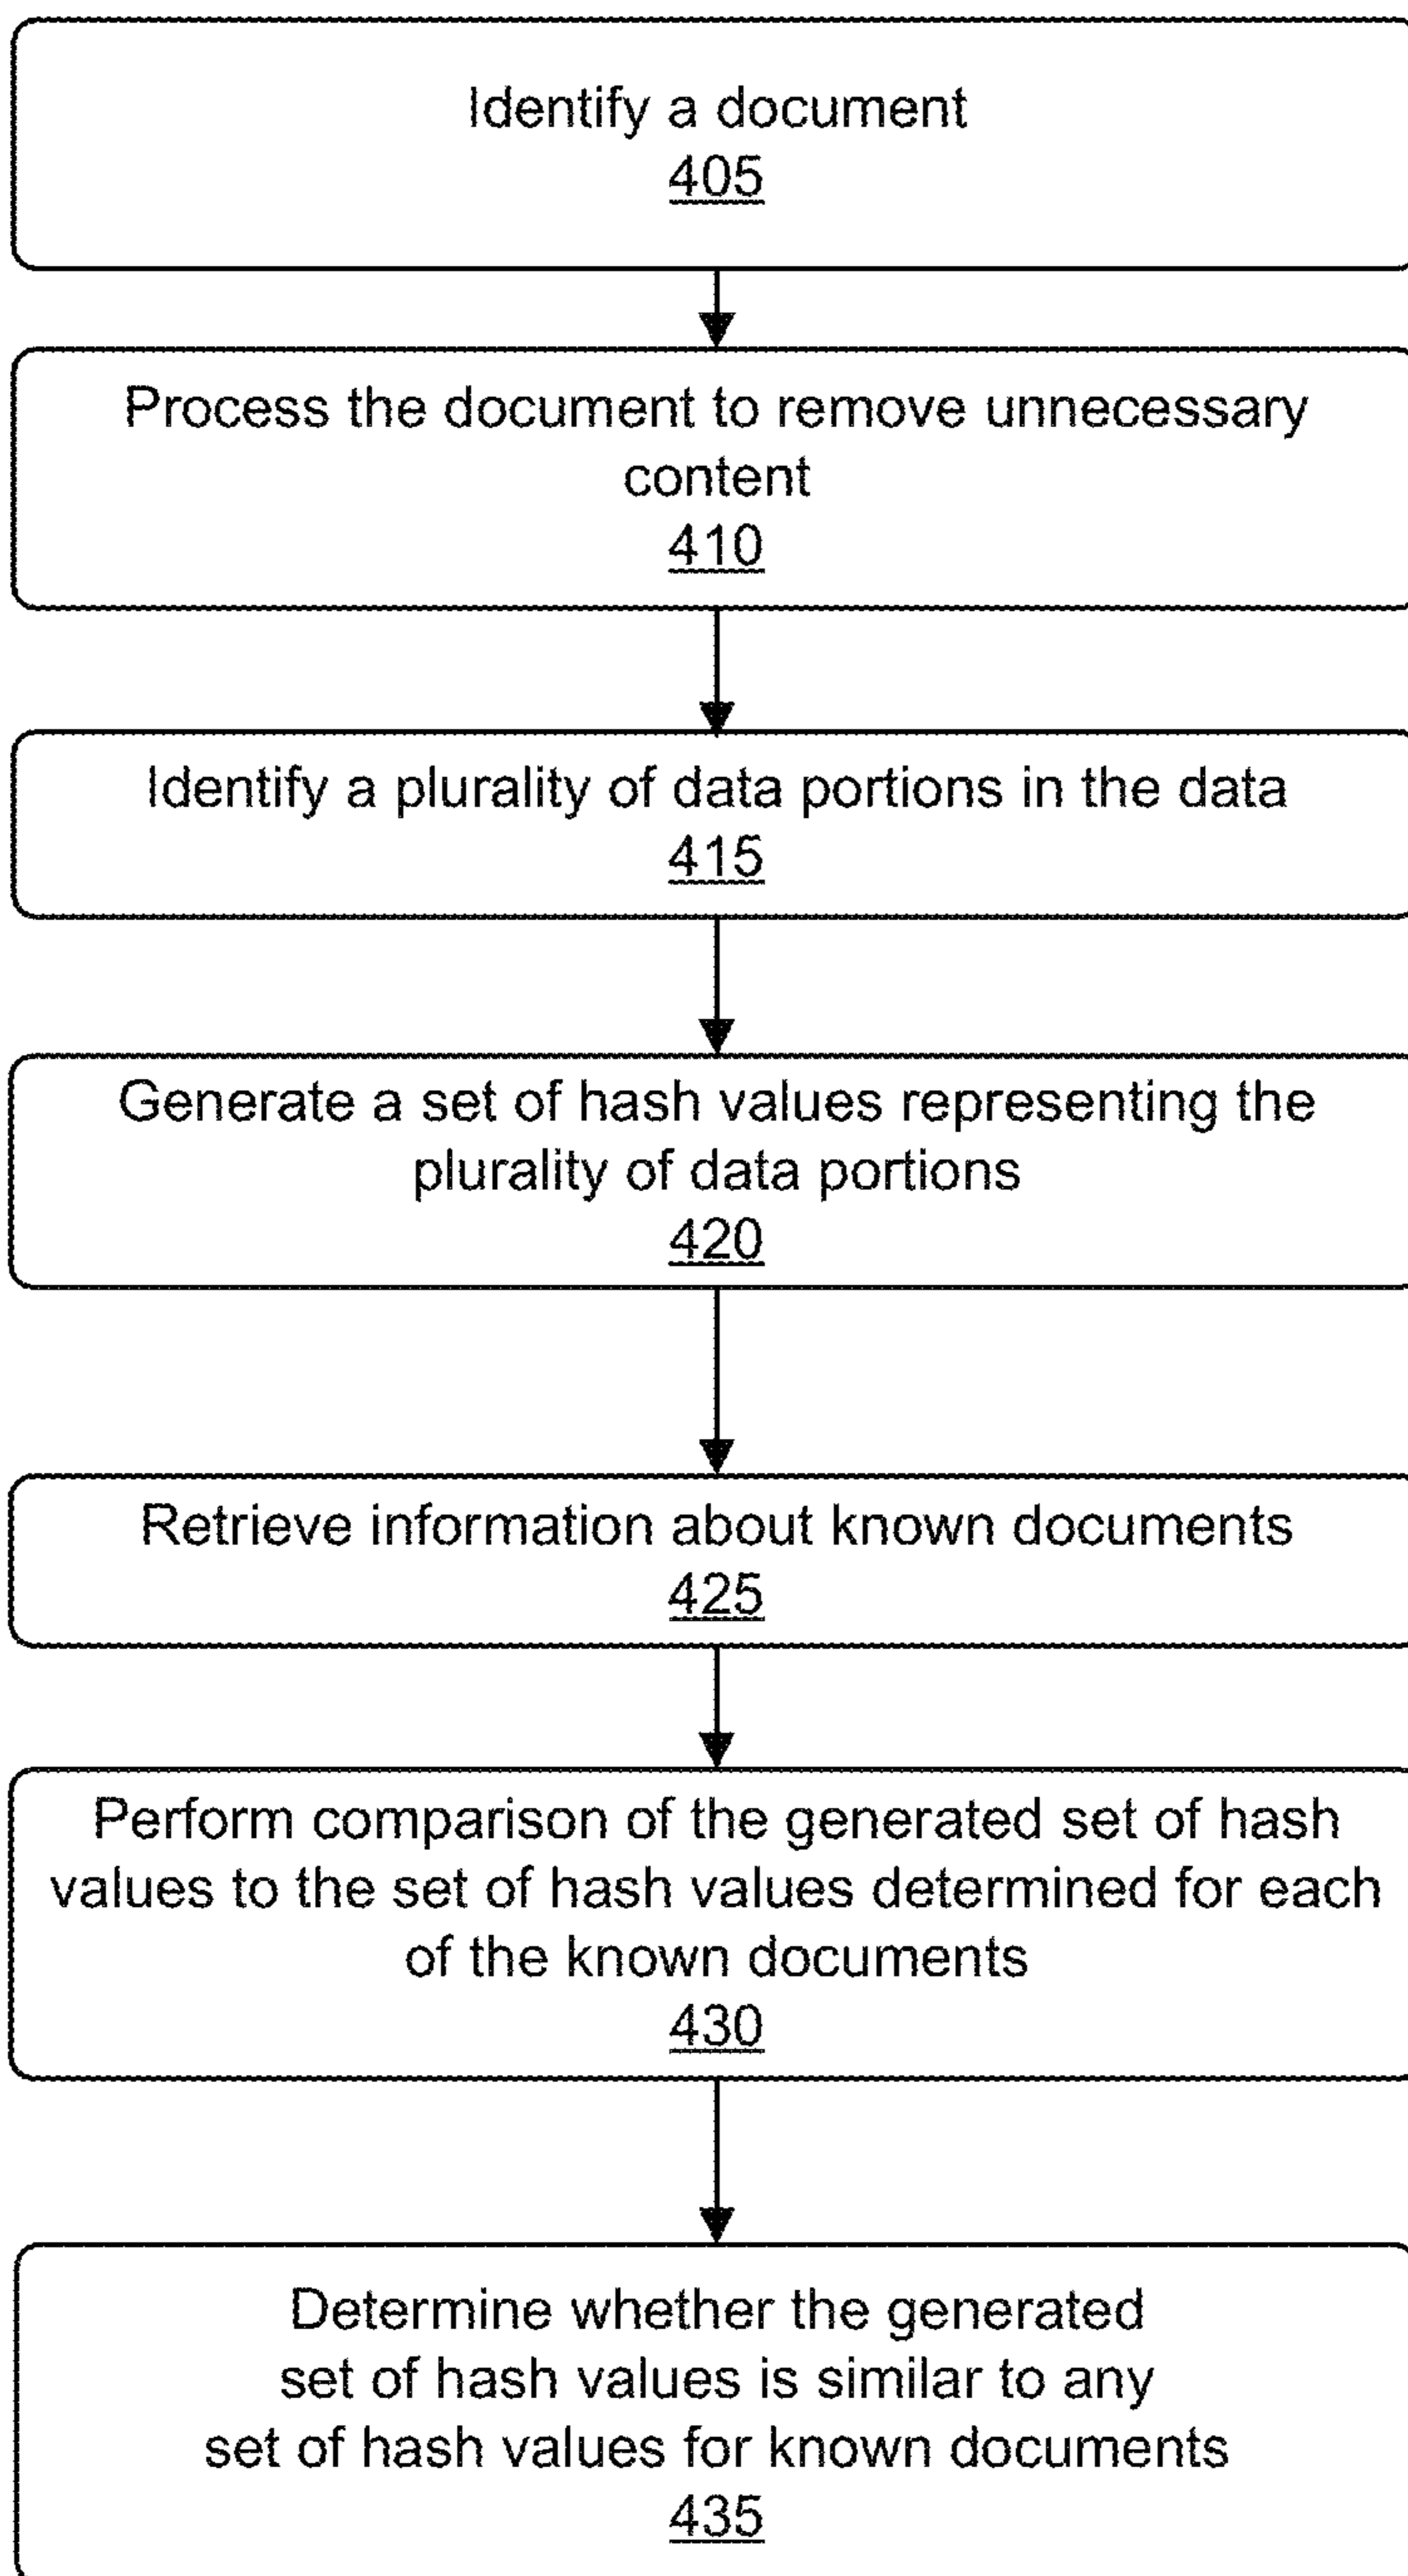 Identify a document
405
Process the document to remove unnecessary
content
410
Identify a plurality of data portions in the data
415
Generate a set of hash values representing the
plurality of data portions
420
Retrieve information about known documents
425
Perform comparison of the generated set of hash
values to the set of hash values determined for each
of the known documents
430
Determine whether the generated
set of hash values is similar to any
set of hash values for known documents
435